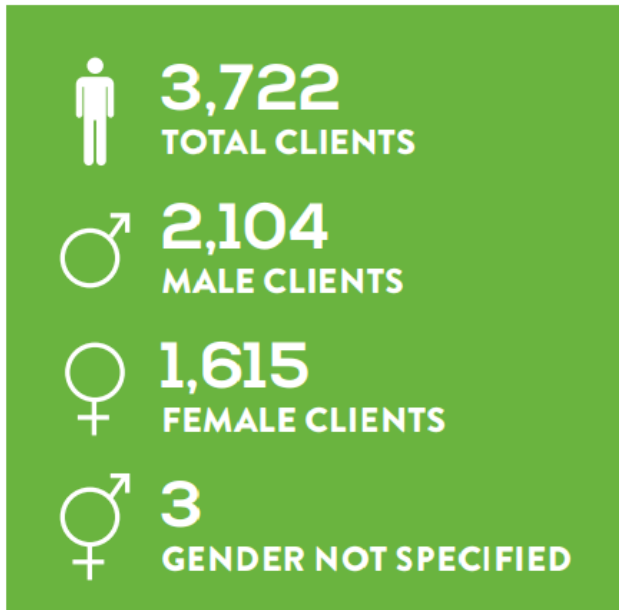 3,722
TOTAL CLIENTS
2,104
MALE CLIENTS
1,615
FEMALE CLIENTS
3
GENDER NOT SPECIFIED